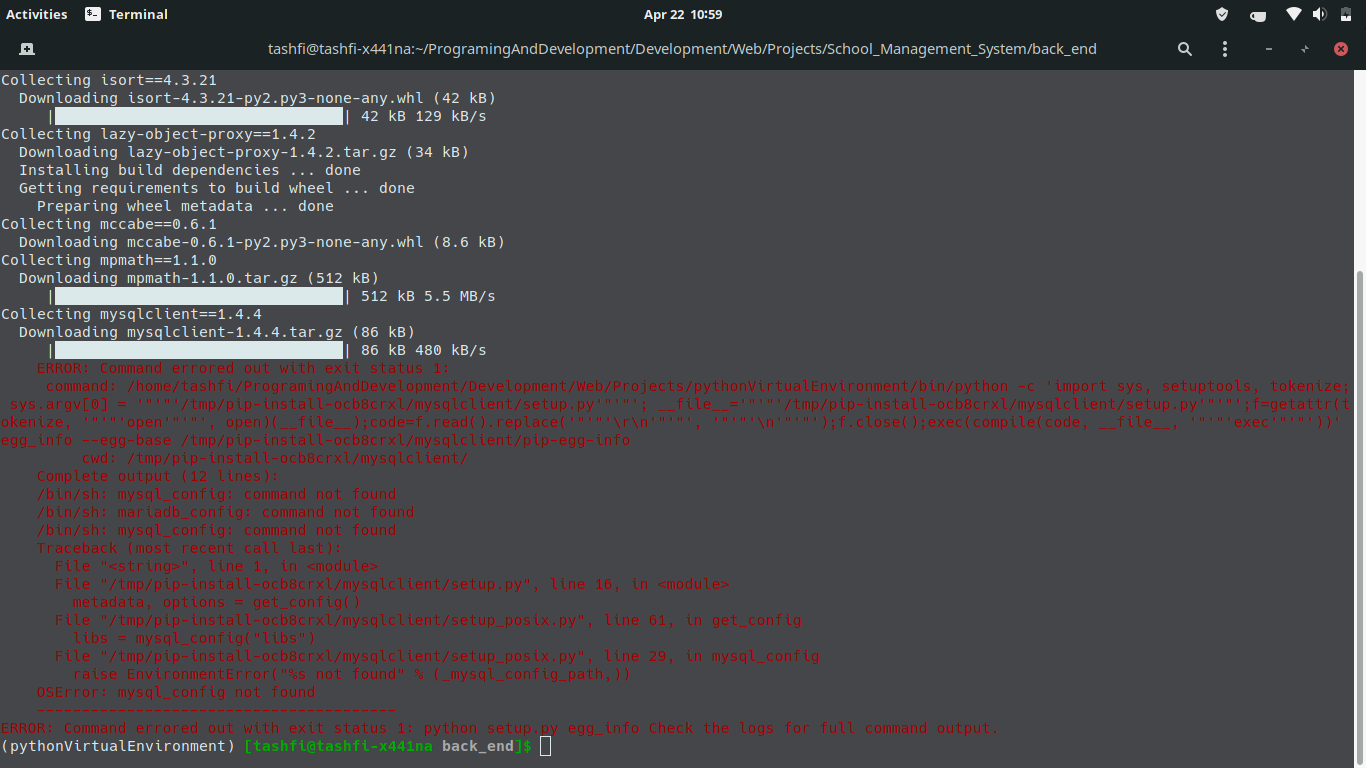 Activities Terminal Apr 22 10:59
tashfi@tashfi-x441na:~/ProgramingAndDevelopment/Development/Web/Projects/School_Management_System/back_end
Collecting isort==4.3.21
  Downloading isort-4.3.21-py2.py3-none-any.whl (42 kB)
     |████████████████████████████████| 42 kB 129 kB/s
Collecting lazy-object-proxy==1.4.2
  Downloading lazy-object-proxy-1.4.2.tar.gz (34 kB)
  Installing build dependencies ... done
  Getting requirements to build wheel ... done
    Preparing wheel metadata ... done
Collecting mccabe==0.6.1
  Downloading mccabe-0.6.1-py2.py3-none-any.whl (8.6 kB)
Collecting mpmath==1.1.0
  Downloading mpmath-1.1.0.tar.gz (512 kB)
     |████████████████████████████████| 512 kB 5.5 MB/s
Collecting mysqlclient==1.4.4
  Downloading mysqlclient-1.4.4.tar.gz (86 kB)
     |████████████████████████████████| 86 kB 480 kB/s
    ERROR: Command errored out with exit status 1:
     command: /home/tashfi/ProgramingAndDevelopment/Development/Web/Projects/pythonVirtualEnvironment/bin/python -c 'import sys, setuptools, tokenize;
 sys.argv[0] = '"'"'/tmp/pip-install-ocb8crxl/mysqlclient/setup.py'"'"'; __file__='"'"'/tmp/pip-install-ocb8crxl/mysqlclient/setup.py'"'"';f=getattr(t
okenize, '"'"'open'"'"', open)(__file__);code=f.read().replace('"'"'\r\n'"'"', '"'"'\n'"'"');f.close();exec(compile(code, __file__, '"'"'exec'"'"'))'
egg_info --egg-base /tmp/pip-install-ocb8crxl/mysqlclient/pip-egg-info
         cwd: /tmp/pip-install-ocb8crxl/mysqlclient/
    Complete output (12 lines):
    /bin/sh: mysql_config: command not found
    /bin/sh: mariadb_config: command not found
    /bin/sh: mysql_config: command not found
    Traceback (most recent call last):
      File "<string>", line 1, in <module>
      File "/tmp/pip-install-ocb8crxl/mysqlclient/setup.py", line 16, in <module>
        metadata, options = get_config()
      File "/tmp/pip-install-ocb8crxl/mysqlclient/setup_posix.py", line 61, in get_config
        libs = mysql_config("libs")
      File "/tmp/pip-install-ocb8crxl/mysqlclient/setup_posix.py", line 29, in mysql_config
        raise EnvironmentError("%s not found" % (_mysql_config_path,))
    OSError: mysql_config not found
    ----------------------------------------
ERROR: Command errored out with exit status 1: python setup.py egg_info Check the logs for full command output.
(pythonVirtualEnvironment) [tashfi@tashfi-x441na back_end]$